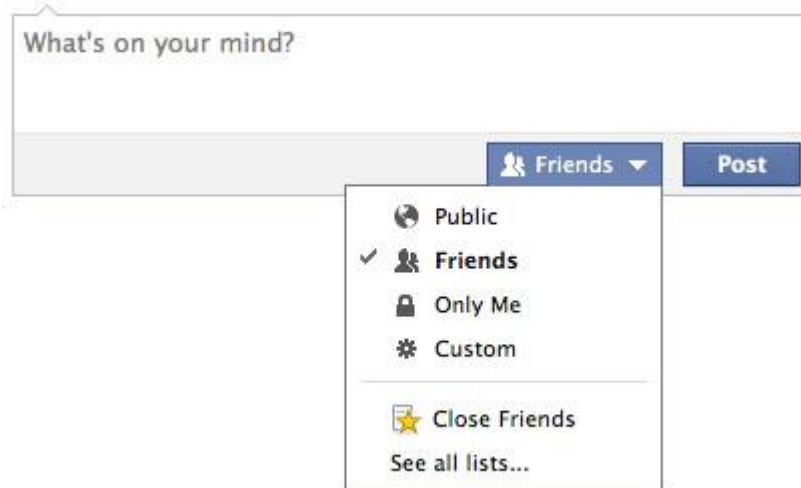 What's on your mind?
Friends Post
Public
Friends
Only Me
Custom
Close Friends
See all lists...